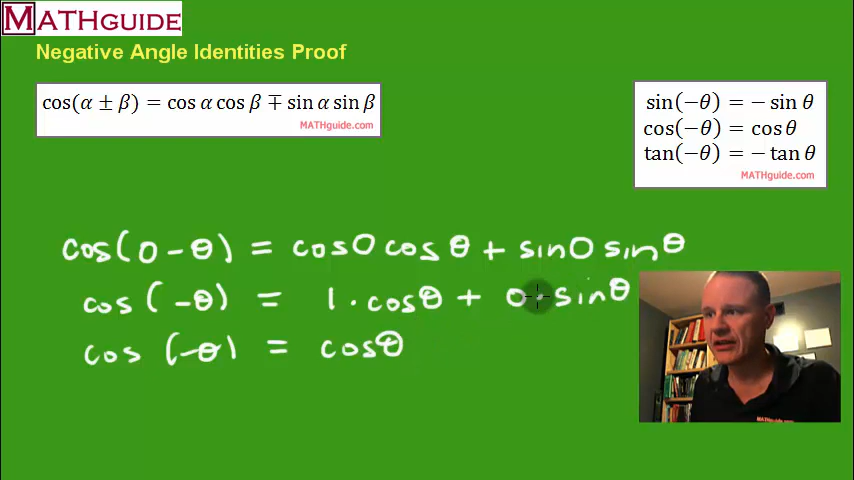 MATHGUIDE
Negative Angle Identities Proof
cos(α ± β) = cos α cos β ∓ sin α sin β
MATHguide.com
sin(−θ) = − sin θ
cos(−θ) = cos θ
tan(−θ) = − tan θ
MATHguide.com
cos(0 − θ) = cos0 cosθ + sin0 sinθ
cos(−θ) = 1 · cosθ + 0 · sinθ
cos(−θ) = cosθ